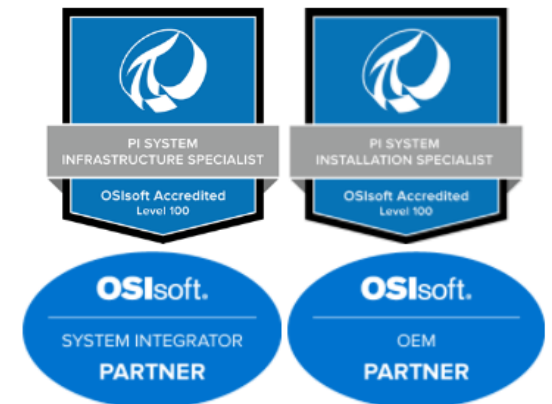 PI SYSTEM
INFRASTRUCTURE SPECIALIST
OSIsoft Accredited
Level 100
PI SYSTEM
INSTALLATION SPECIALIST
OSIsoft Accredited
Level 100
OSIsoft.
SYSTEM INTEGRATOR
PARTNER
OSIsoft.
OEM
PARTNER